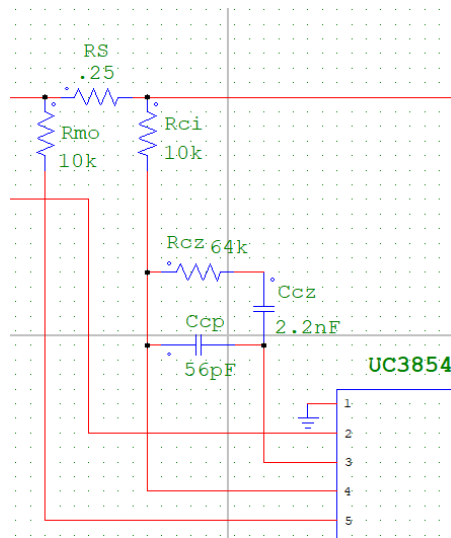 RS
.25
Rmo
10k
Rci
10k
Rcz 64k
Ccz
2.2nF
Ccp
56pF
UC3854
1
2
3
4
5